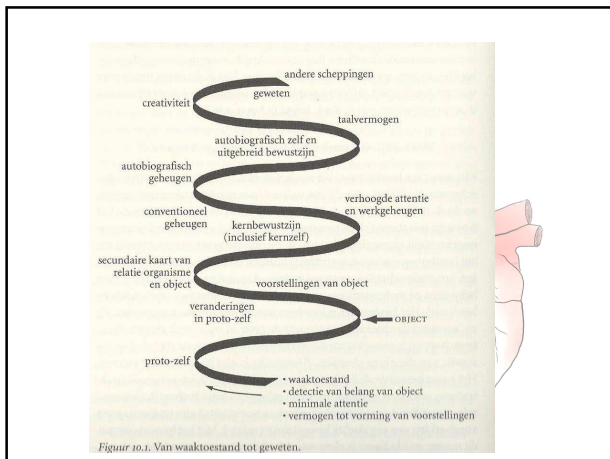 andere scheppingen
geweten
creativiteit
taalvermogen
autobiografisch zelf en
uitgebreid bewustzijn
autobiografisch
geheugen
verhoogde attentie
en werkgeheugen
conventioneel
geheugen
kernbewustzijn
(inclusief kernzelf)
secundaire kaart van
relatie organisme
en object
voorstellingen van object
veranderingen
in proto-zelf
OBJECT
proto-zelf
• waaktoestand
• detectie van belang van object
• minimale attentie
• vermogen tot vorming van voorstellingen
Figuur 10.1. Van waaktoestand tot geweten.